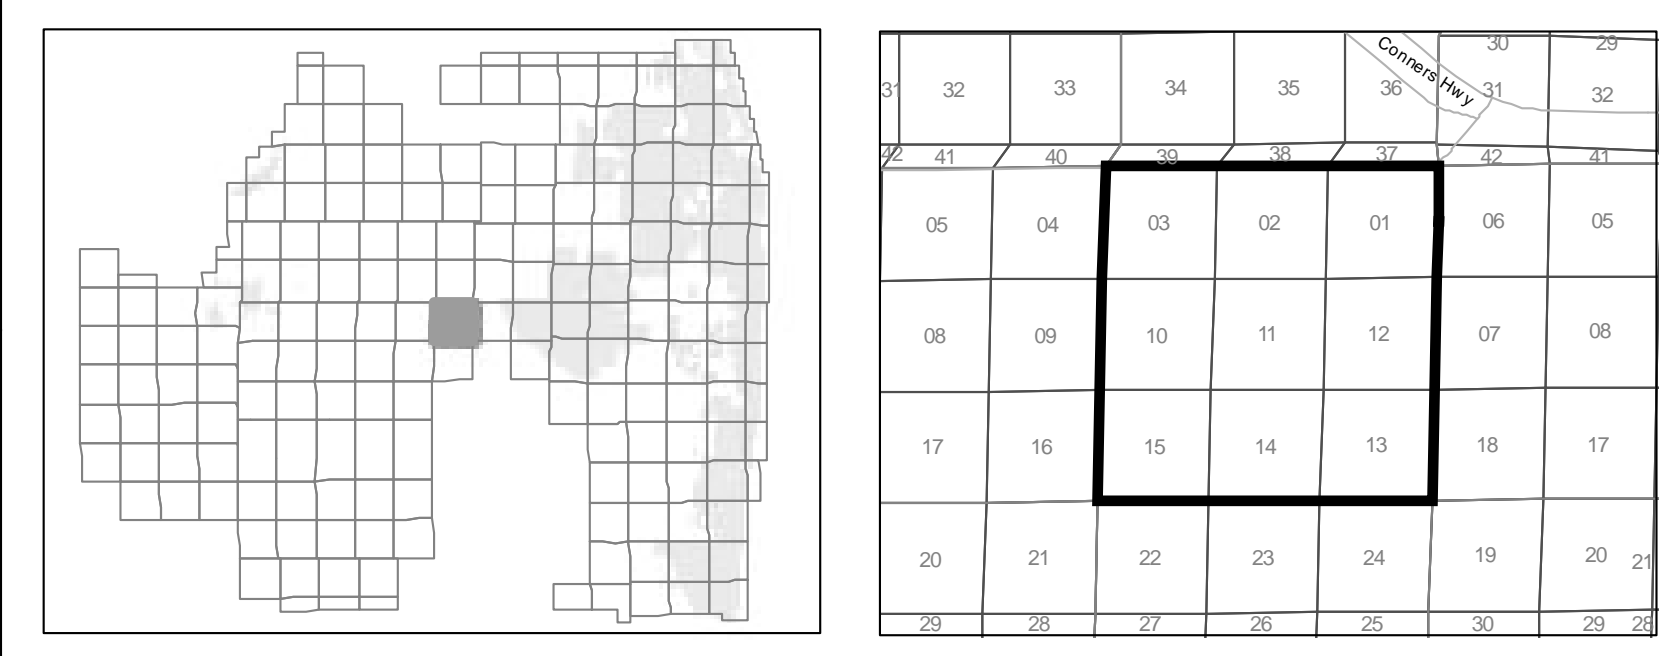 30 29
31 32 33 34 35 36 Conners Hwy 31 32
42 41 40 39 38 37 42 41
05 04 03 02 01 06 05
08 09 10 11 12 07 08
17 16 15 14 13 18 17
20 21 22 23 24 19 20 21
29 28 27 26 25 30 29 28